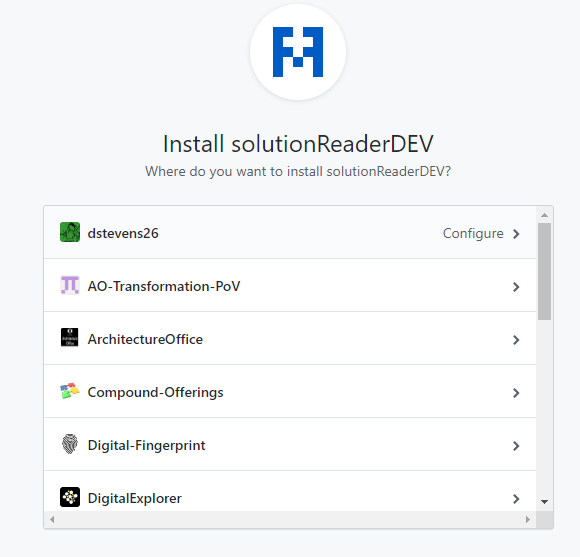 Install solutionReaderDEV
Where do you want to install solutionReaderDEV?
dstevens26 Configure
AO-Transformation-PoV
ArchitectureOffice
Compound-Offerings
Digital-Fingerprint
DigitalExplorer